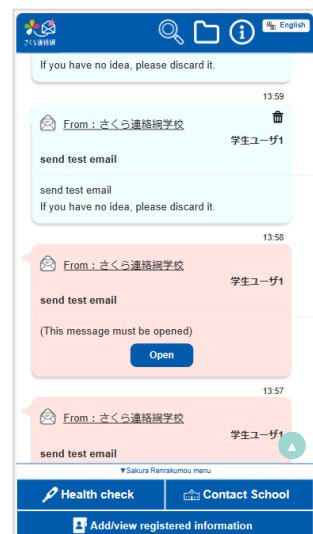 さくら連絡網
English
If you have no idea, please discard it.
13:59
From : さくら連絡網学校
学生ユーザ1
send test email
send test email
If you have no idea, please discard it.
13:58
From : さくら連絡網学校
学生ユーザ1
send test email
(This message must be opened)
Open
13:57
From : さくら連絡網学校
学生ユーザ1
send test email
▼Sakura Renrakumou menu
Health check
Contact School
Add/view registered information